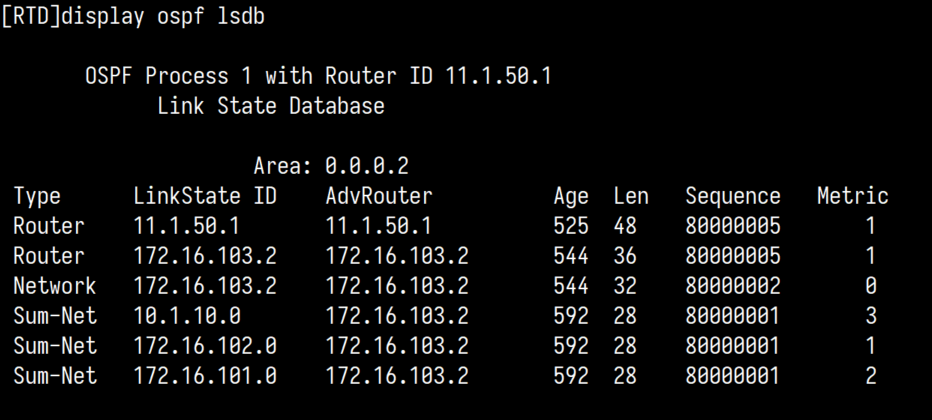 [RTD]display ospf lsdb
OSPF Process 1 with Router ID 11.1.50.1
Link State Database
Area: 0.0.0.2
Type LinkState ID AdvRouter Age Len Sequence Metric
Router 11.1.50.1 11.1.50.1 525 48 80000005 1
Router 172.16.103.2 172.16.103.2 544 36 80000005 1
Network 172.16.103.2 172.16.103.2 544 32 80000002 0
Sum-Net 10.1.10.0 172.16.103.2 592 28 80000001 3
Sum-Net 172.16.102.0 172.16.103.2 592 28 80000001 1
Sum-Net 172.16.101.0 172.16.103.2 592 28 80000001 2